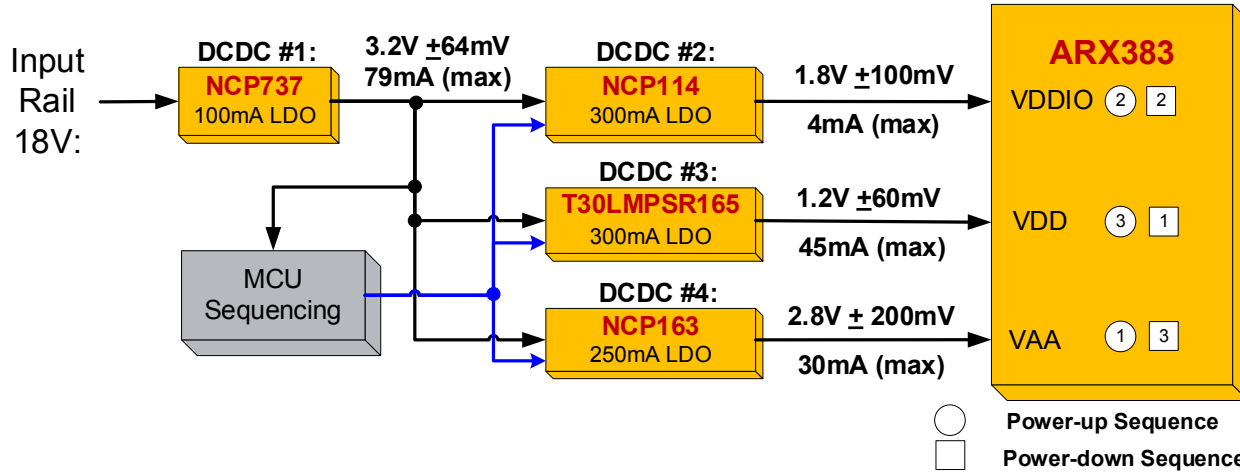 Input
Rail
18V:
DCDC #1:
NCP737
100mA LDO
3.2V ±64mV
79mA (max)
DCDC #2:
NCP114
300mA LDO
1.8V ±100mV
4mA (max)
DCDC #3:
T30LMPSR165
300mA LDO
1.2V ±60mV
45mA (max)
MCU
Sequencing
DCDC #4:
NCP163
250mA LDO
2.8V ± 200mV
30mA (max)
ARX383
VDDIO 2 2
VDD 3 1
VAA 1 3
Power-up Sequence
Power-down Sequence